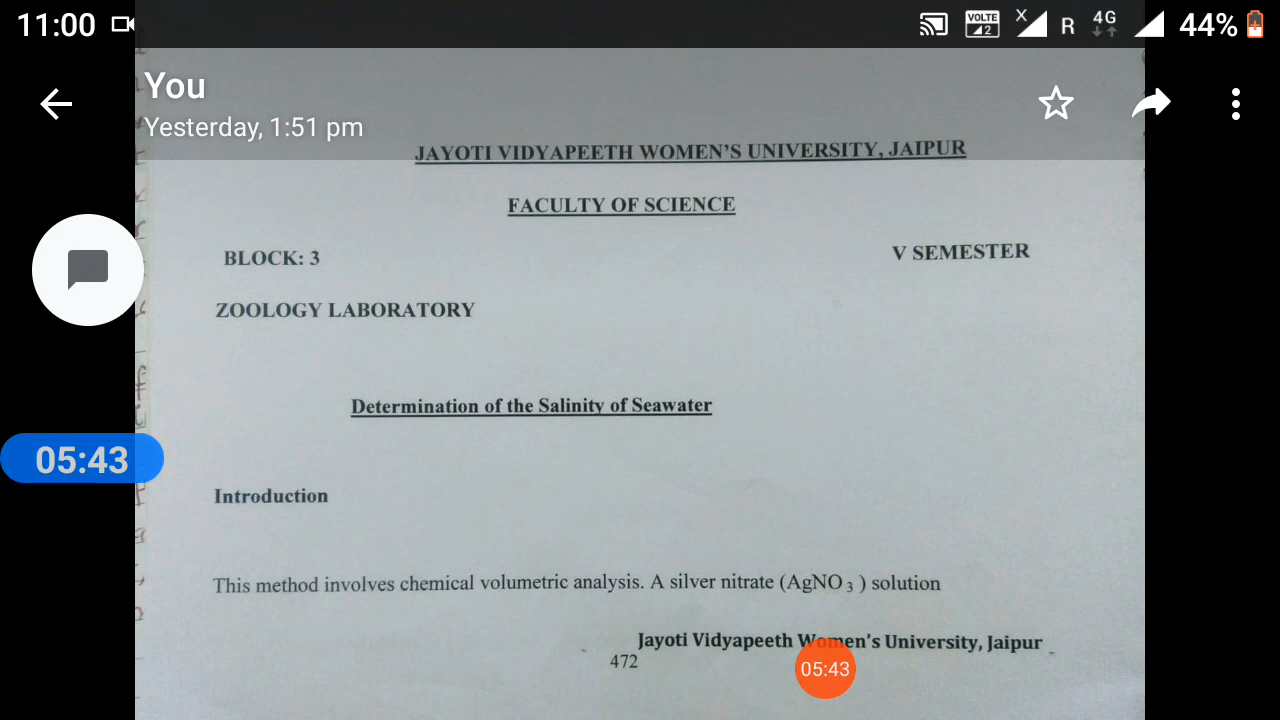 11:00
VOLTE
2
X
R
4G
44%
You
Yesterday, 1:51 pm
JAYOTI VIDYAPEETH WOMEN'S UNIVERSITY, JAIPUR
FACULTY OF SCIENCE
BLOCK: 3
V SEMESTER
ZOOLOGY LABORATORY
Determination of the Salinity of Seawater
05:43
Introduction
This method involves chemical volumetric analysis. A silver nitrate (AgNO3) solution
Jayoti Vidyapeeth Women's University, Jaipur
472
05:43